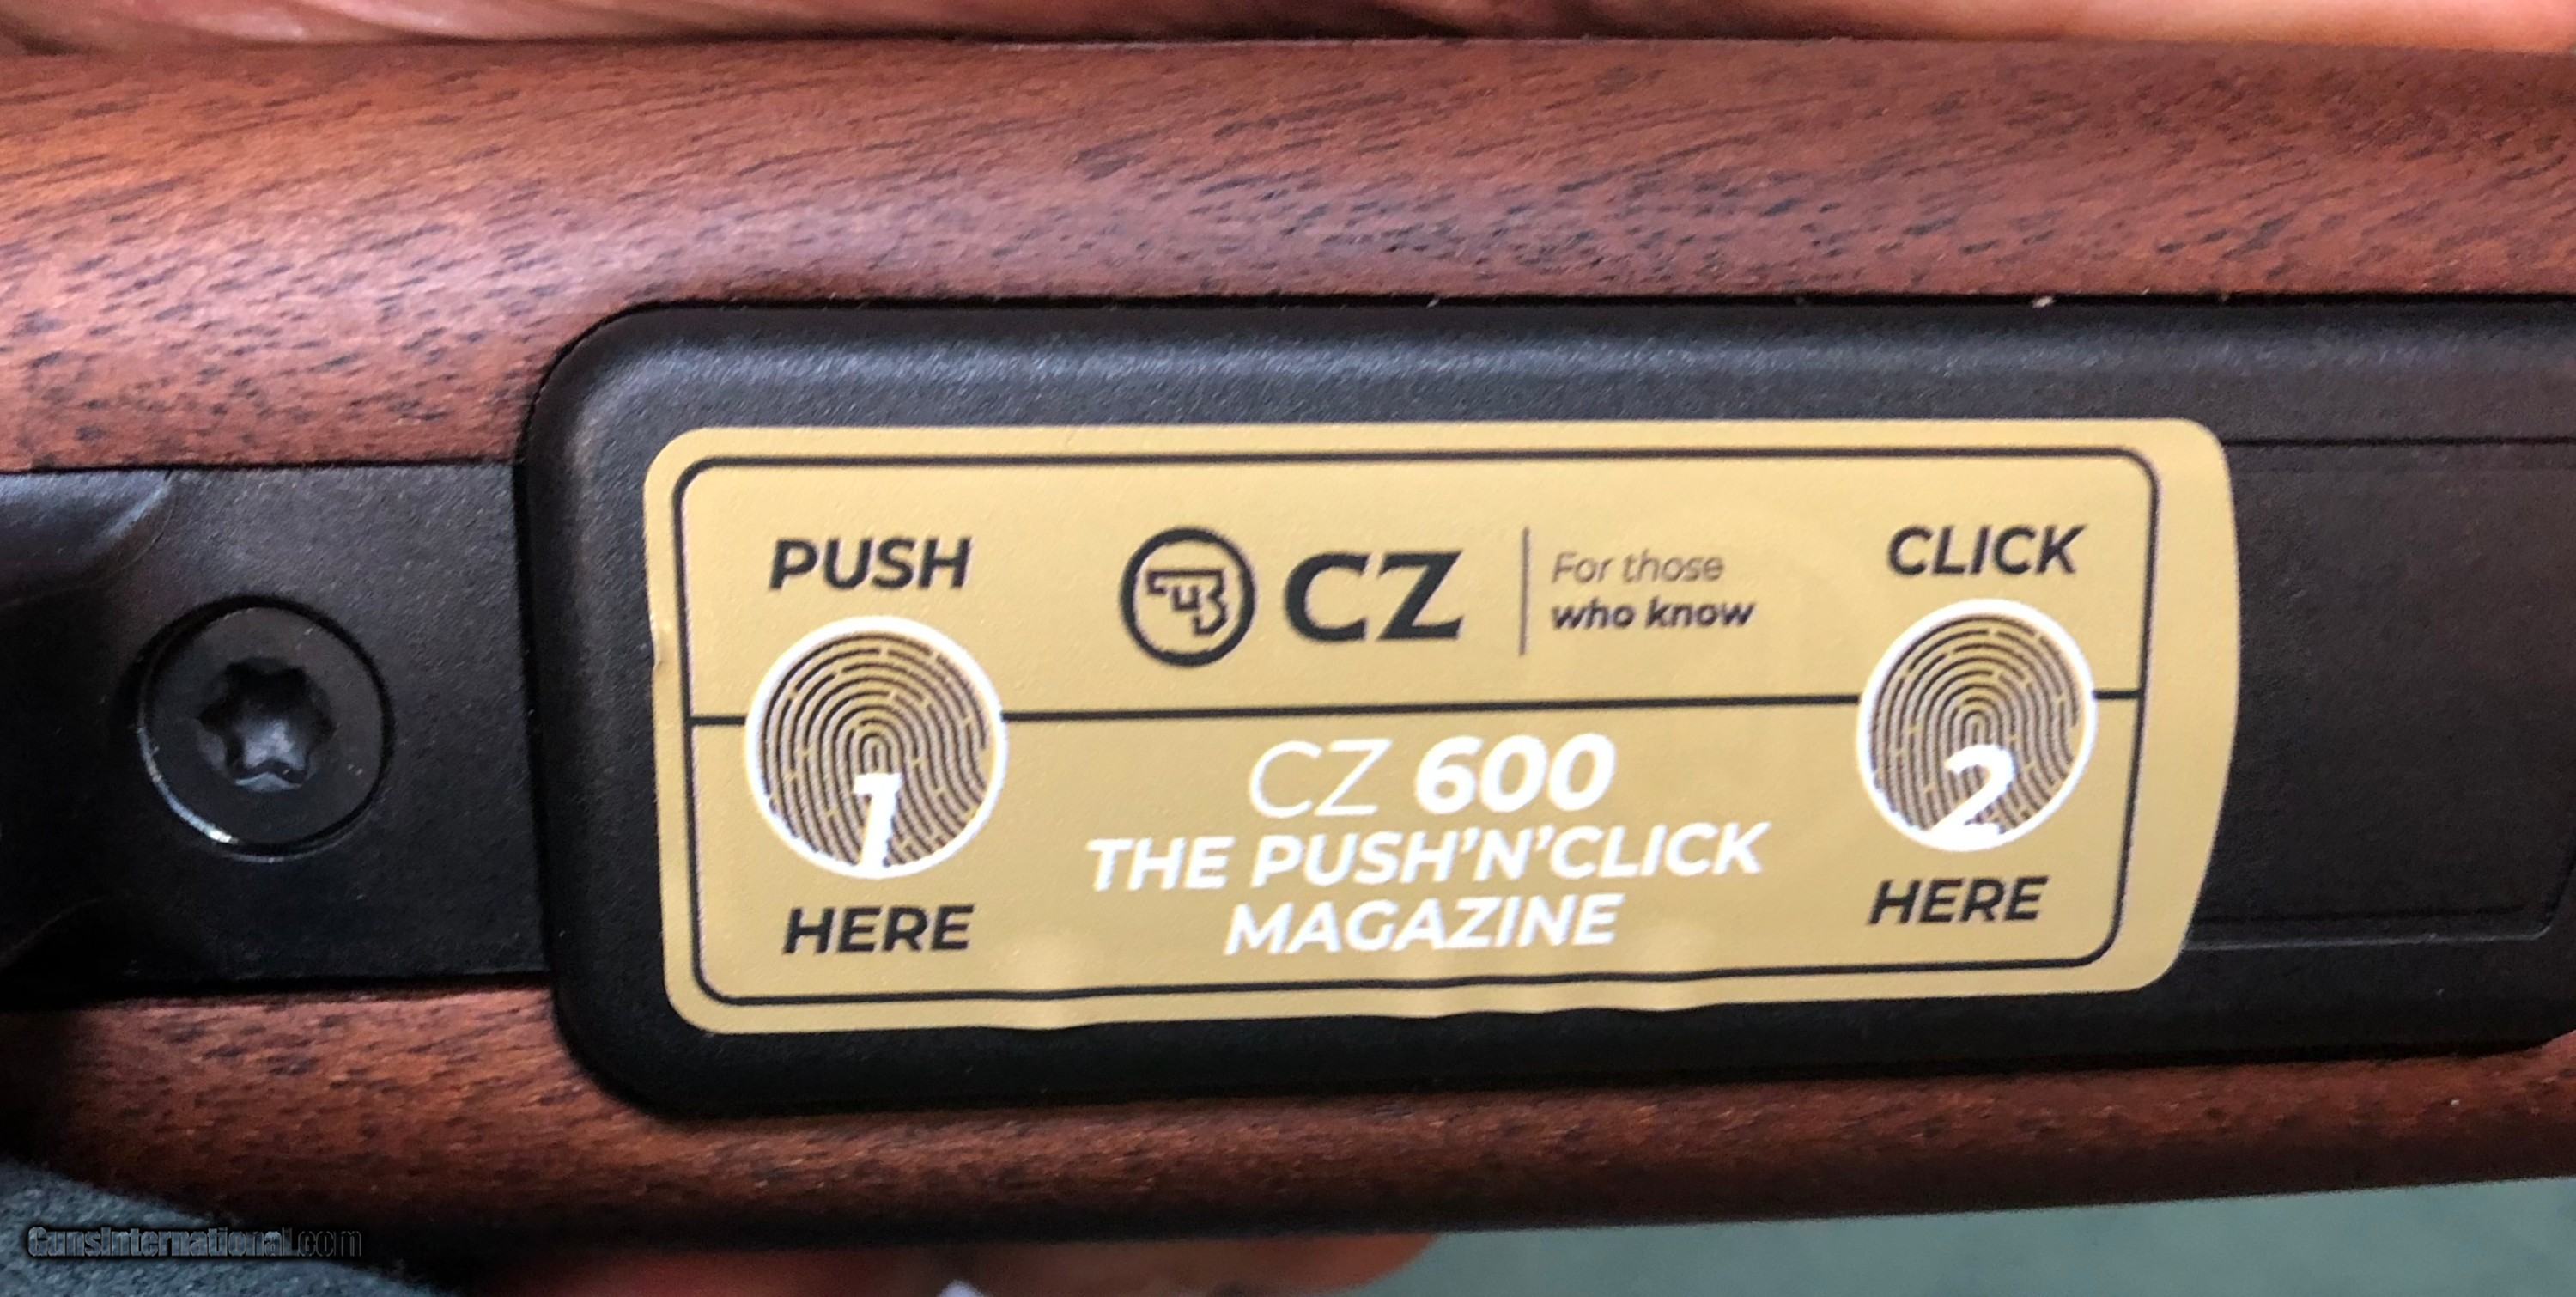 PUSH
1
HERE
CZ
For those
who know
CZ 600
THE PUSH'N'CLICK
MAGAZINE
CLICK
2
HERE
GunsInternational.com